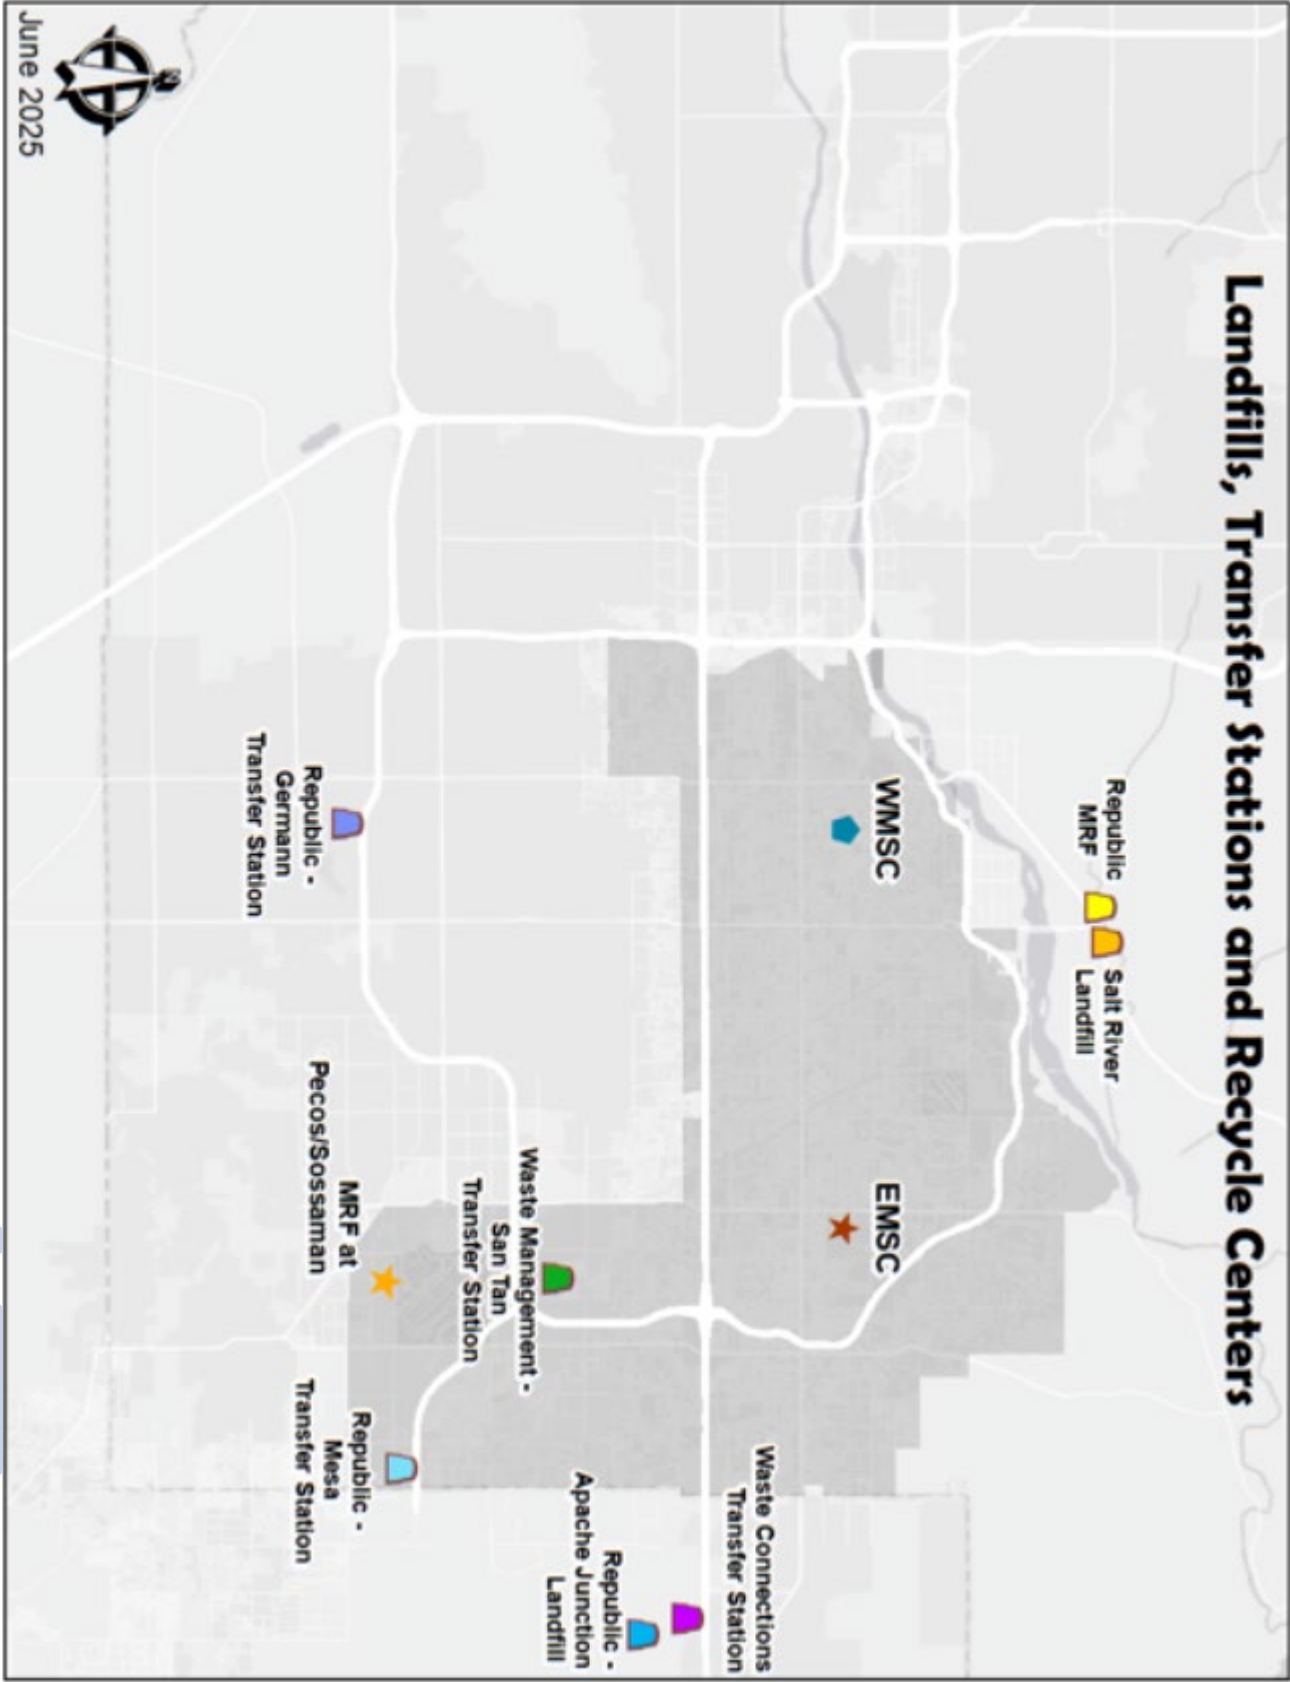 Landfills, Transfer Stations and Recycle Centers
Republic
MRF
Salt River
Landfill
WMSC
EMSC
Waste Connections
Transfer Station
Republic -
Apache Junction
Landfill
Waste Management -
San Tan
Transfer Station
MRF at
Pecos/Sossaman
Republic -
Mesa
Transfer Station
Republic -
Germann
Transfer Station
N
June 2025